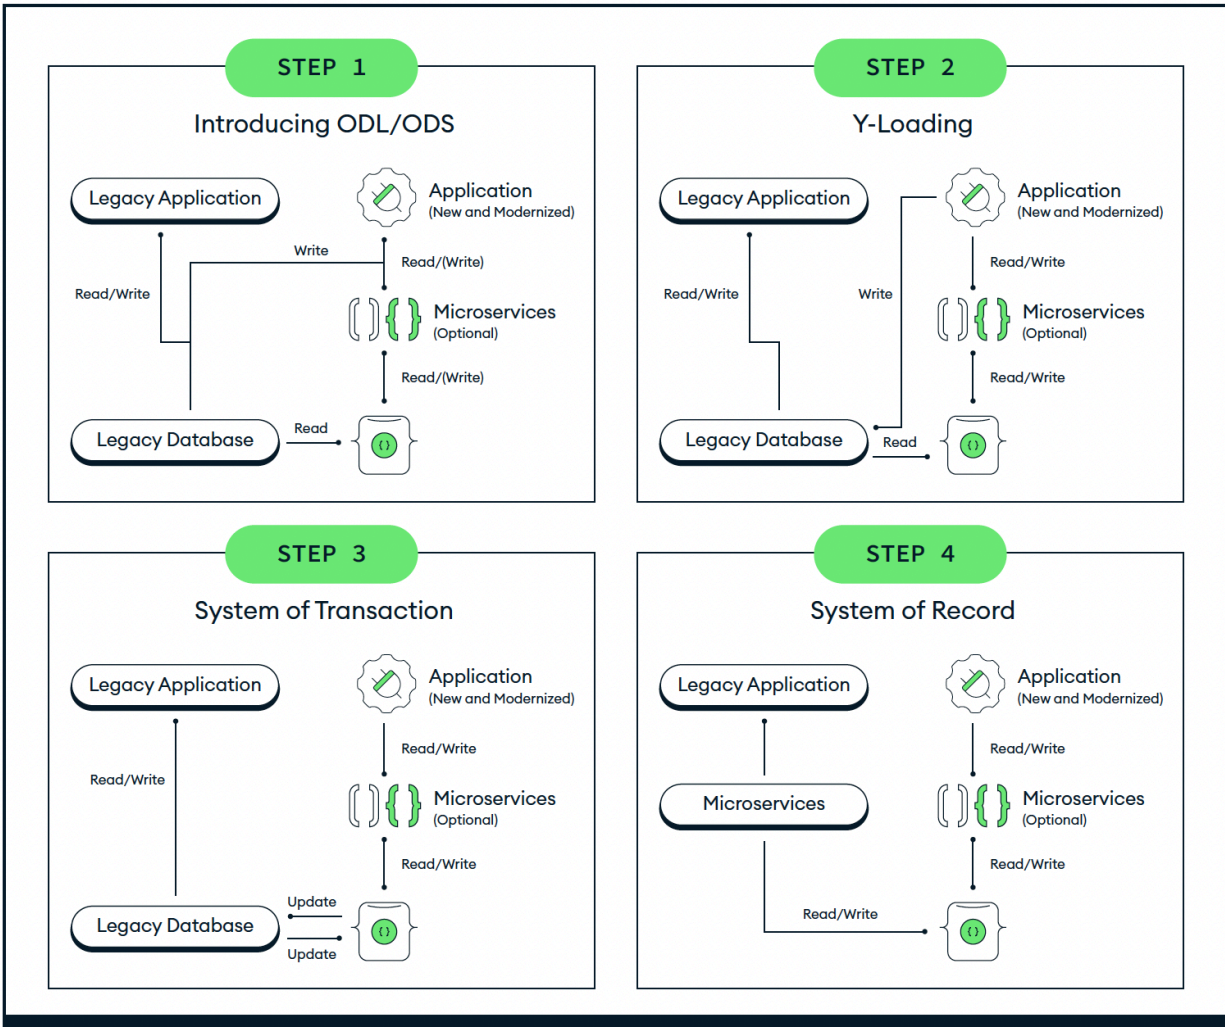 STEP 1
Introducing ODL/ODS
Legacy Application
Application
(New and Modernized)
Write
Read/(Write)
Read/Write
Microservices
(Optional)
Read/(Write)
Legacy Database
Read
{ }
STEP 2
Y-Loading
Legacy Application
Application
(New and Modernized)
Read/Write
Read/Write
Write
Microservices
(Optional)
Read/Write
Legacy Database
Read
{ }
STEP 3
System of Transaction
Legacy Application
Application
(New and Modernized)
Read/Write
Read/Write
Microservices
(Optional)
Read/Write
Update
Legacy Database
Update
{ }
STEP 4
System of Record
Legacy Application
Application
(New and Modernized)
Read/Write
Microservices
Microservices
(Optional)
Read/Write
Read/Write
{ }